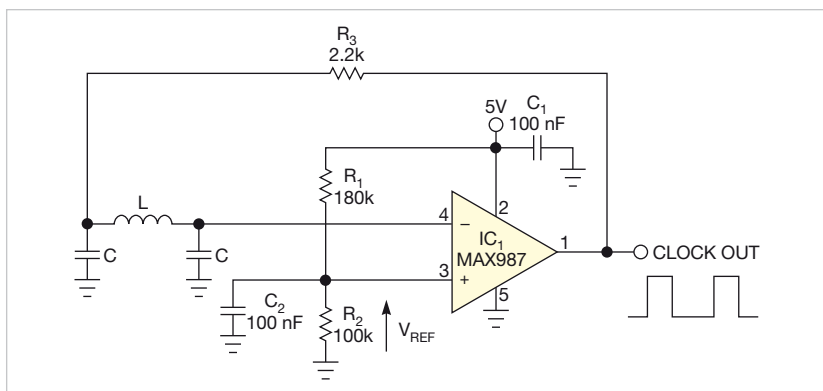 R3
2.2k
5V
C1
100 nF
R1
180k
L
2
4
–
IC1
MAX987
1
CLOCK OUT
C
C
3
+
5
C2
100 nF
R2
100k
VREF